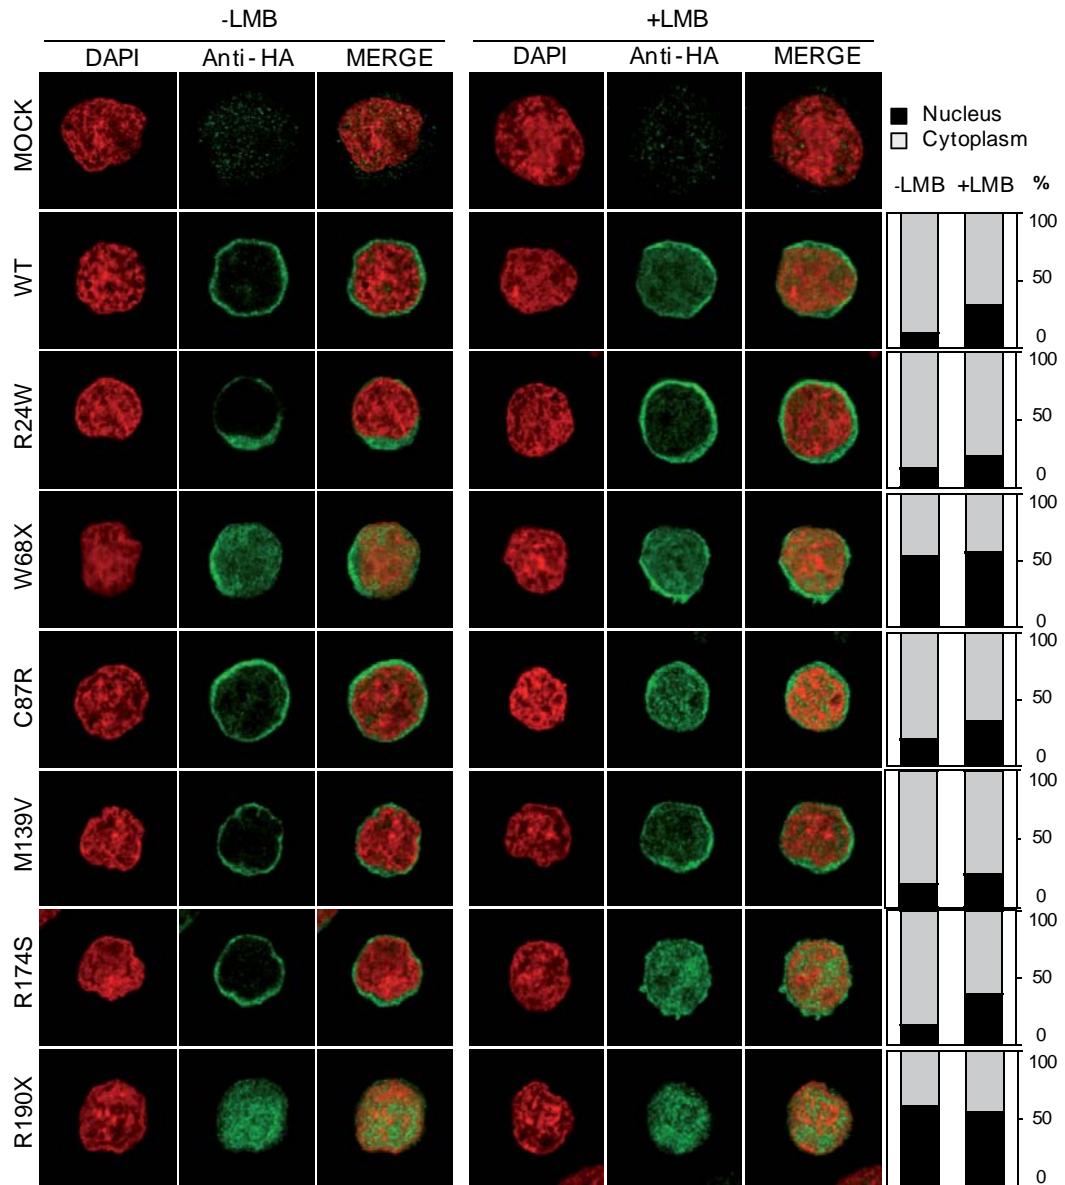 -LMB +LMB
DAPI Anti-HA MERGE DAPI Anti-HA MERGE
MOCK
Nucleus
Cytoplasm
-LMB +LMB %
WT
100
50
0
R24W
100
50
0
W68X
100
50
0
C87R
100
50
0
M139V
100
50
0
R174S
100
50
0
R190X
100
50
0